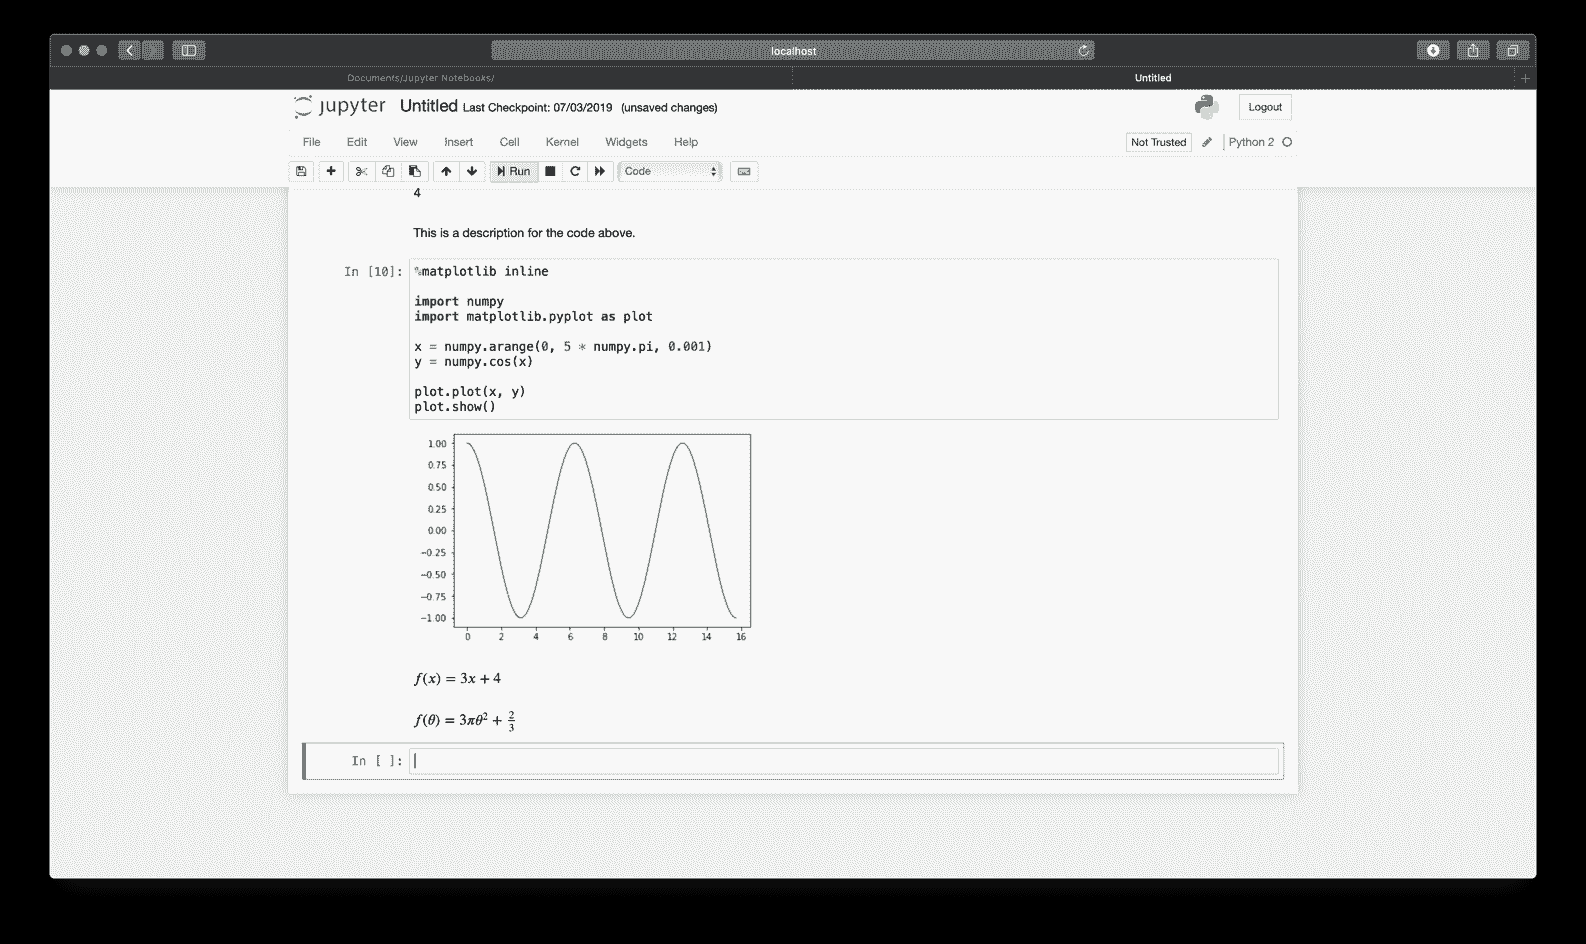 localhost
Documents/Jupyter Notebooks/
Untitled
jupyter Untitled Last Checkpoint: 07/03/2019 (unsaved changes)
Logout
File Edit View Insert Cell Kernel Widgets Help
Not Trusted
Python 2
Run
Code
4
This is a description for the code above.
In [10]:
%matplotlib inline
import numpy
import matplotlib.pyplot as plot
x = numpy.arange(0, 5 * numpy.pi, 0.001)
y = numpy.cos(x)
plot.plot(x, y)
plot.show()
1.00
0.75
0.50
0.25
0.00
−0.25
−0.50
−0.75
−1.00
0 2 4 6 8 10 12 14 16
f(x) = 3x + 4
f(θ) = 3πθ² + 2/3
In [ ]: